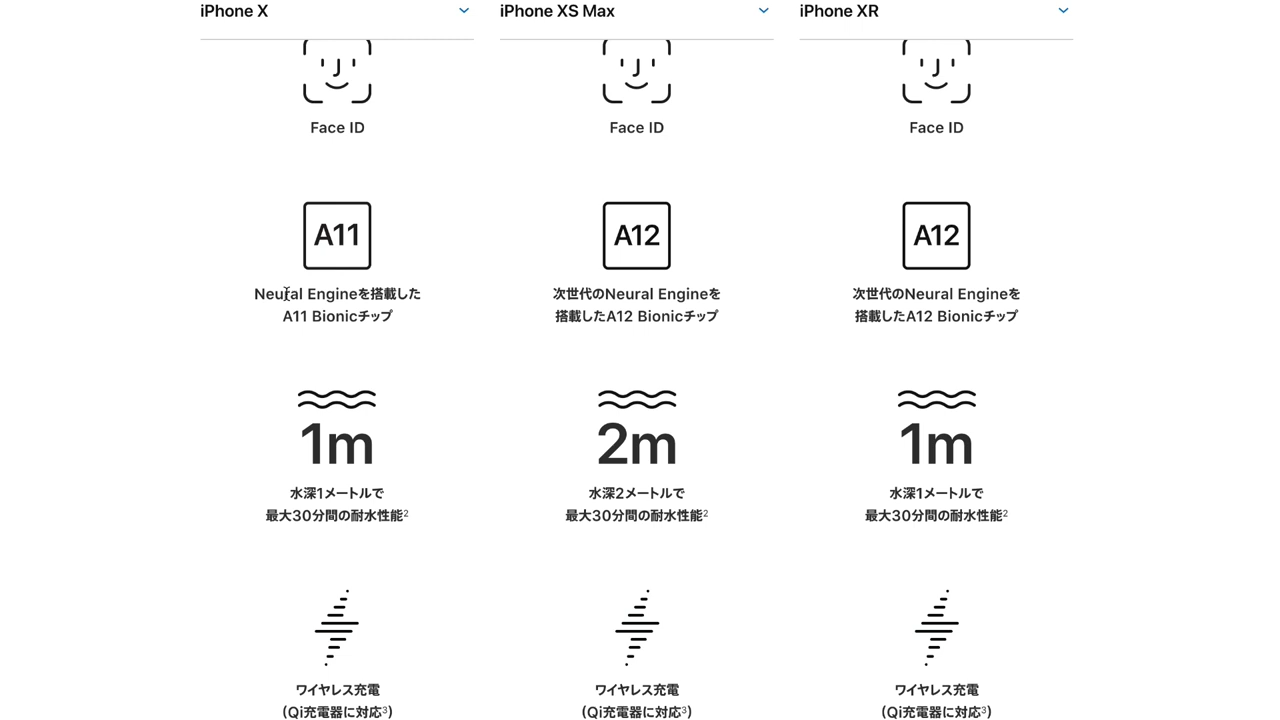 iPhone X
iPhone XS Max
iPhone XR
Face ID
Face ID
Face ID
A11
A12
A12
Neural Engineを搭載した
A11 Bionicチップ
次世代のNeural Engineを
搭載したA12 Bionicチップ
次世代のNeural Engineを
搭載したA12 Bionicチップ
1m
2m
1m
水深1メートルで
最大30分間の耐水性能2
水深2メートルで
最大30分間の耐水性能2
水深1メートルで
最大30分間の耐水性能2
ワイヤレス充電
(Qi充電器に対応3)
ワイヤレス充電
(Qi充電器に対応3)
ワイヤレス充電
(Qi充電器に対応3)